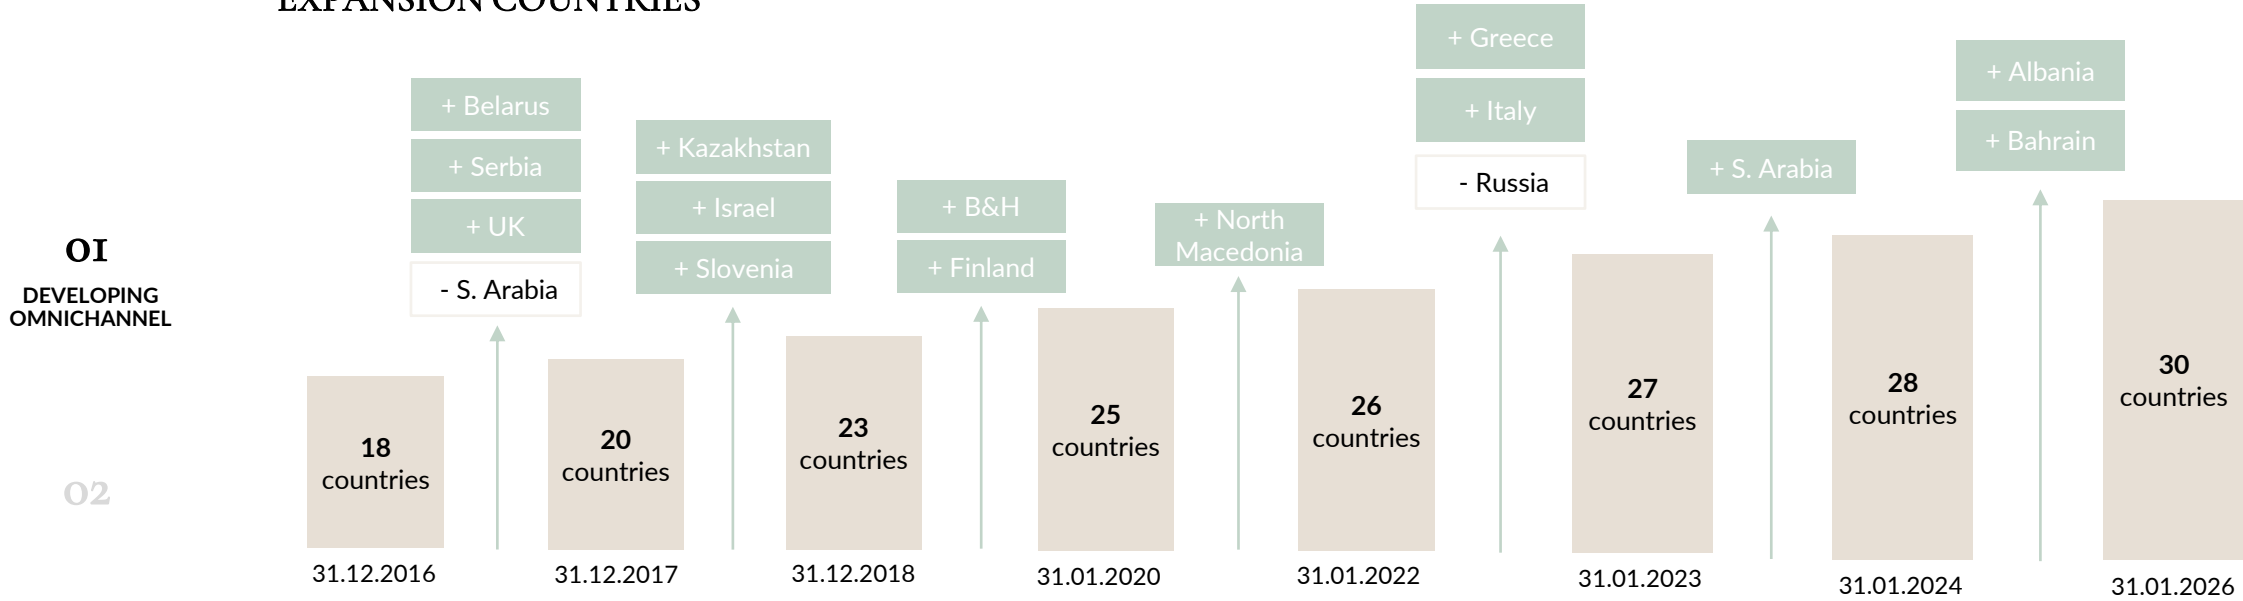 EXPANSION COUNTRIES
01
DEVELOPING
OMNICHANNEL
02
+ Belarus
+ Serbia
+ UK
- S. Arabia
+ Kazakhstan
+ Israel
+ Slovenia
+ B&H
+ Finland
+ North
Macedonia
+ Greece
+ Italy
- Russia
+ S. Arabia
+ Albania
+ Bahrain
18
countries
20
countries
23
countries
25
countries
26
countries
27
countries
28
countries
30
countries
31.12.2016
31.12.2017
31.12.2018
31.01.2020
31.01.2022
31.01.2023
31.01.2024
31.01.2026